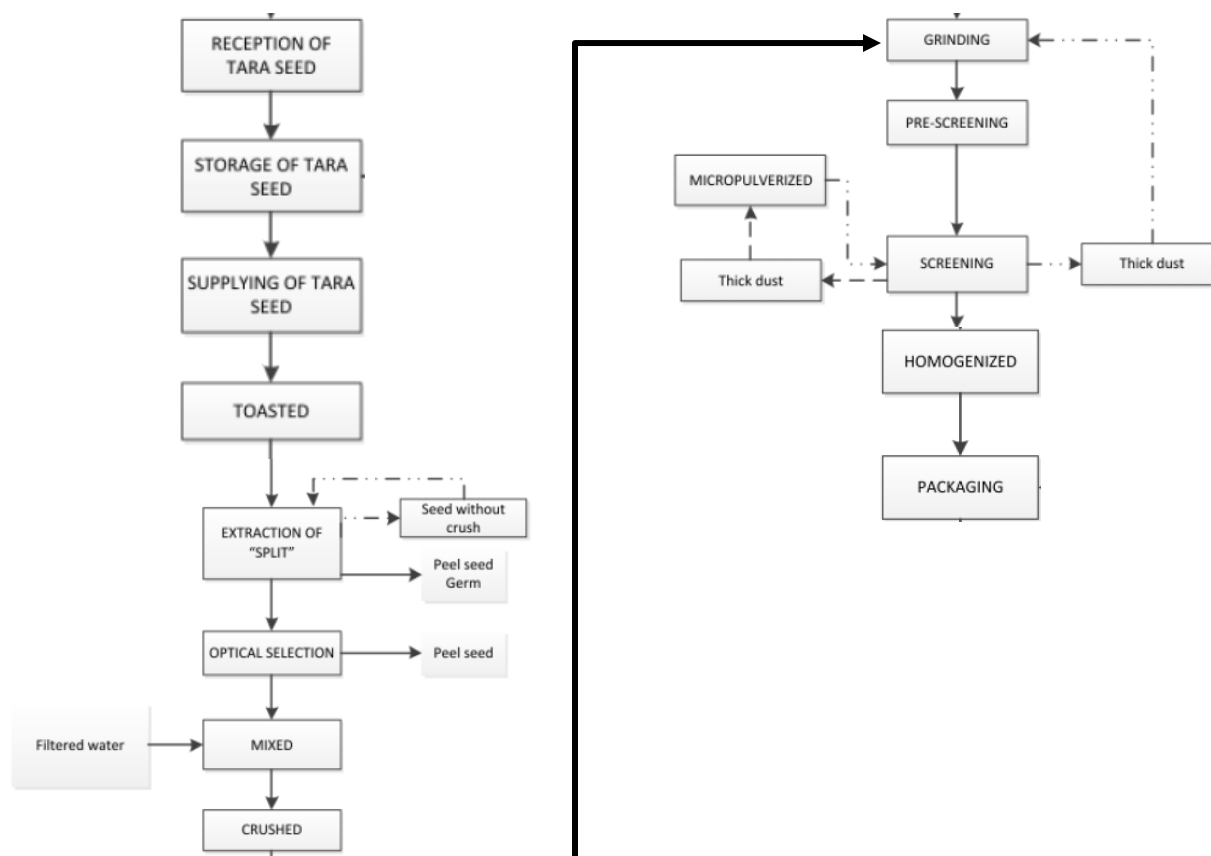 RECEPTION OF
TARA SEED
STORAGE OF TARA
SEED
SUPPLYING OF TARA
SEED
TOASTED
Seed without
crush
EXTRACTION OF
"SPLIT"
Peel seed
Germ
OPTICAL SELECTION
Peel seed
Filtered water
MIXED
CRUSHED
GRINDING
PRE-SCREENING
MICROPULVERIZED
Thick dust
SCREENING
Thick dust
HOMOGENIZED
PACKAGING